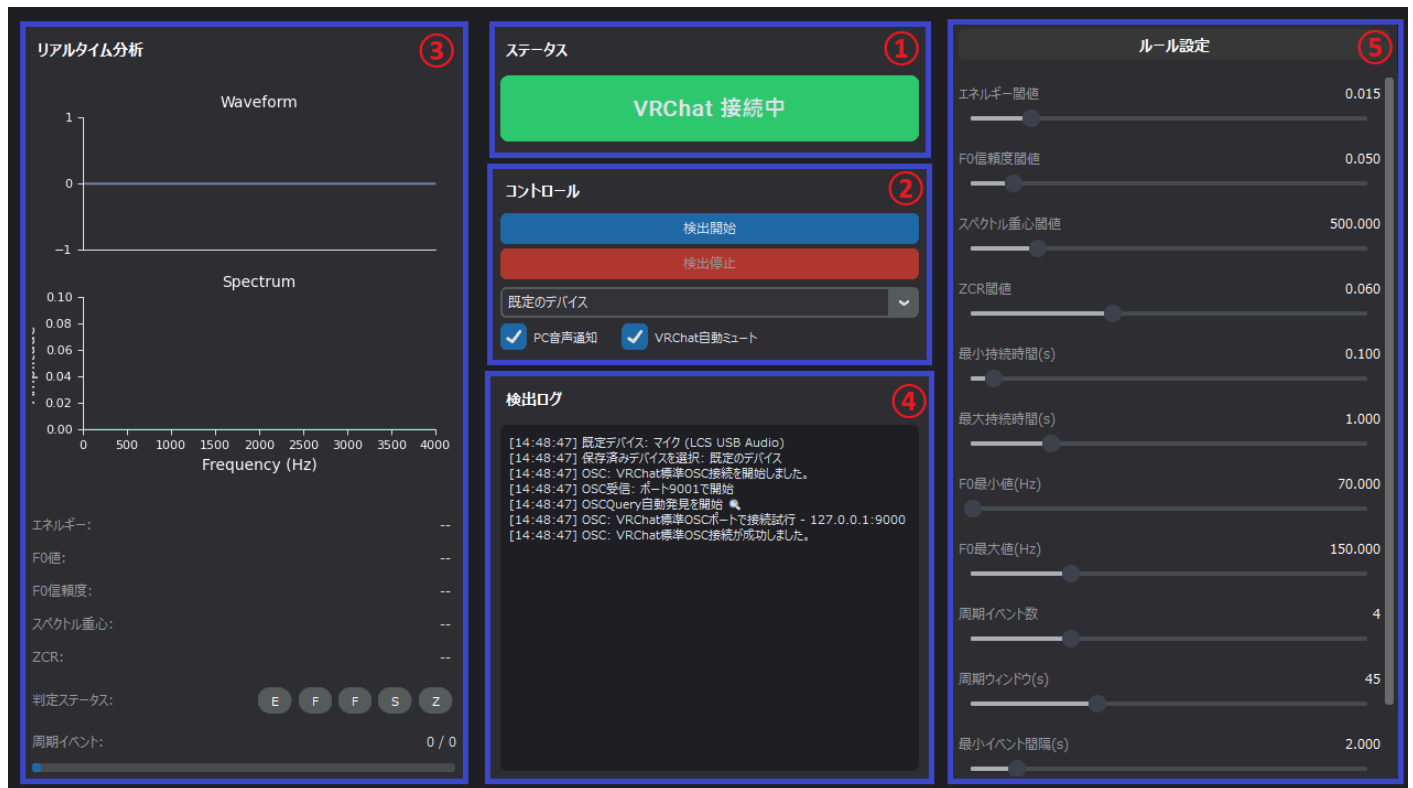 リアルタイム分析
③
Waveform
1
0
−1
Spectrum
0.10
0.08
0.06
0.04
0.02
0.00
0 500 1000 1500 2000 2500 3000 3500 4000
Frequency (Hz)
エネルギー: --
F0値: --
F0信頼度: --
スペクトル重心: --
ZCR: --
判定ステータス: E F F S Z
周期イベント: 0 / 0
ステータス
①
VRChat 接続中
コントロール
②
検出開始
検出停止
既定のデバイス
PC音声通知 VRChat自動ミュート
検出ログ
④
[14:48:47] 既定デバイス: マイク (LCS USB Audio)
[14:48:47] 保存済みデバイスを選択: 既定のデバイス
[14:48:47] OSC: VRChat標準OSC接続を開始しました。
[14:48:47] OSC受信: ポート9001で開始
[14:48:47] OSCQuery自動発見を開始 🔍
[14:48:47] OSC: VRChat標準OSCポートで接続試行 - 127.0.0.1:9000
[14:48:47] OSC: VRChat標準OSC接続が成功しました。
ルール設定
⑤
エネルギー閾値 0.015
F0信頼度閾値 0.050
スペクトル重心閾値 500.000
ZCR閾値 0.060
最小持続時間(s) 0.100
最大持続時間(s) 1.000
F0最小値(Hz) 70.000
F0最大値(Hz) 150.000
周期イベント数 4
周期ウィンドウ(s) 45
最小イベント間隔(s) 2.000